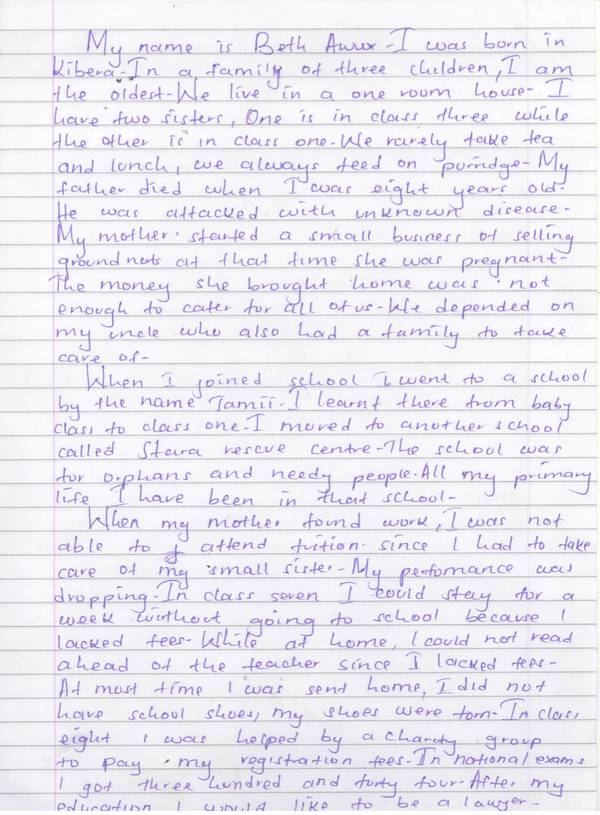 My name is Beth Awuor-I was born in
Kibera-In a family of three children, I am
the oldest-We live in a one room house-I
have two sisters, One is in class three while
the other is in class one-We rarely take tea
and lunch, we always feed on porridge-My
father died when I was eight years old-
He was attacked with unknown disease-
My mother started a small business of selling
groundnuts at that time she was pregnant-
The money she brought home was not
enough to cater for all of us-We depended on
my uncle who also had a family to take
care of-
When I joined school I went to a school
by the name Jamii-I learnt there from baby
class to class one-I moved to another school
called Stara rescue centre-The school was
for orphans and needy people-All my primary
life I have been in that school-
When my mother found work, I was not
able to attend tuition since I had to take
care of my small sister-My perfomance was
dropping-In class seven I could stay for a
week without going to school because I
lacked fees-While at home, I could not read
ahead of the teacher since I lacked fees-
At most time I was sent home, I did not
have school shoes, my shoes were torn-In class
eight I was helped by a charity group
to pay my registration fees-In national exams
I got three hundred and forty four-After my
education I would like to be a lawyer-